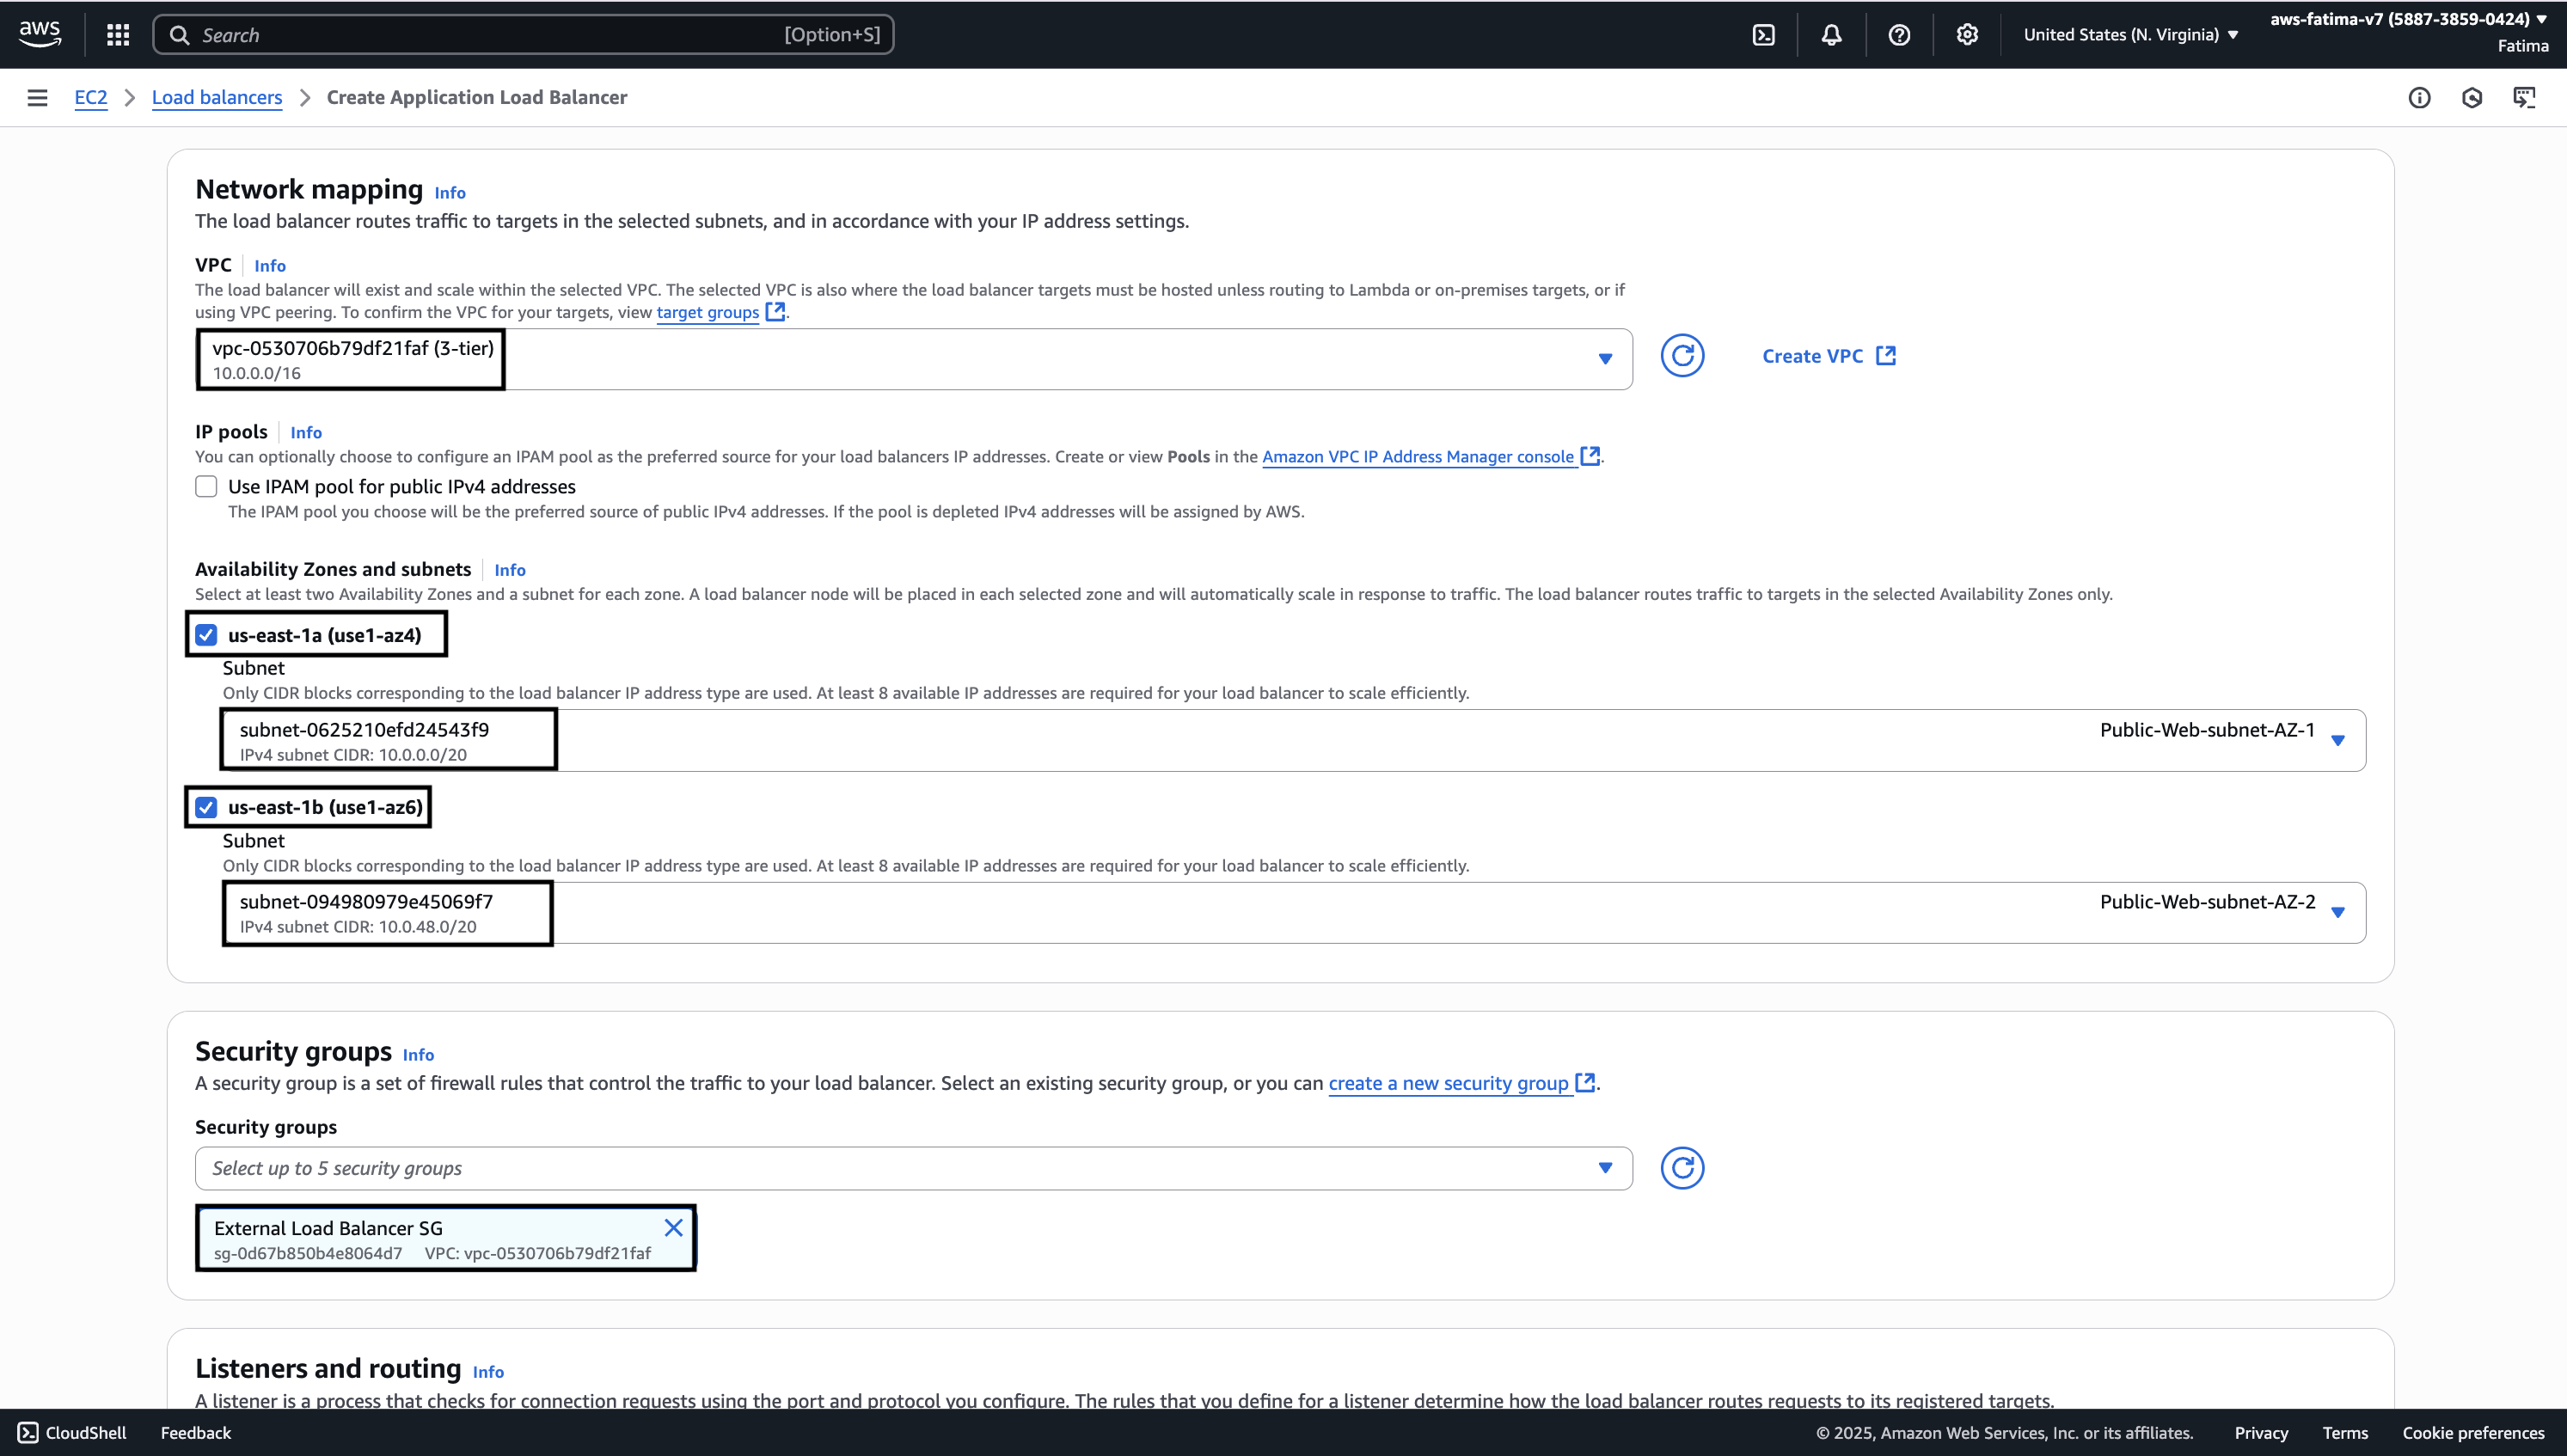 aws
Search
[Option+S]
United States (N. Virginia)
aws-fatima-v7 (5887-3859-0424)
Fatima
EC2
Load balancers
Create Application Load Balancer
Network mapping Info
The load balancer routes traffic to targets in the selected subnets, and in accordance with your IP address settings.
VPC Info
The load balancer will exist and scale within the selected VPC. The selected VPC is also where the load balancer targets must be hosted unless routing to Lambda or on-premises targets, or if
using VPC peering. To confirm the VPC for your targets, view target groups.
vpc-0530706b79df21faf (3-tier)
10.0.0.0/16
Create VPC
IP pools Info
You can optionally choose to configure an IPAM pool as the preferred source for your load balancers IP addresses. Create or view Pools in the Amazon VPC IP Address Manager console.
Use IPAM pool for public IPv4 addresses
The IPAM pool you choose will be the preferred source of public IPv4 addresses. If the pool is depleted IPv4 addresses will be assigned by AWS.
Availability Zones and subnets Info
Select at least two Availability Zones and a subnet for each zone. A load balancer node will be placed in each selected zone and will automatically scale in response to traffic. The load balancer routes traffic to targets in the selected Availability Zones only.
us-east-1a (use1-az4)
Subnet
Only CIDR blocks corresponding to the load balancer IP address type are used. At least 8 available IP addresses are required for your load balancer to scale efficiently.
subnet-0625210efd24543f9 Public-Web-subnet-AZ-1
IPv4 subnet CIDR: 10.0.0.0/20
us-east-1b (use1-az6)
Subnet
Only CIDR blocks corresponding to the load balancer IP address type are used. At least 8 available IP addresses are required for your load balancer to scale efficiently.
subnet-094980979e45069f7 Public-Web-subnet-AZ-2
IPv4 subnet CIDR: 10.0.48.0/20
Security groups Info
A security group is a set of firewall rules that control the traffic to your load balancer. Select an existing security group, or you can create a new security group.
Security groups
Select up to 5 security groups
External Load Balancer SG
sg-0d67b850b4e8064d7 VPC: vpc-0530706b79df21faf
Listeners and routing Info
A listener is a process that checks for connection requests using the port and protocol you configure. The rules that you define for a listener determine how the load balancer routes requests to its registered targets.
CloudShell Feedback © 2025, Amazon Web Services, Inc. or its affiliates. Privacy Terms Cookie preferences